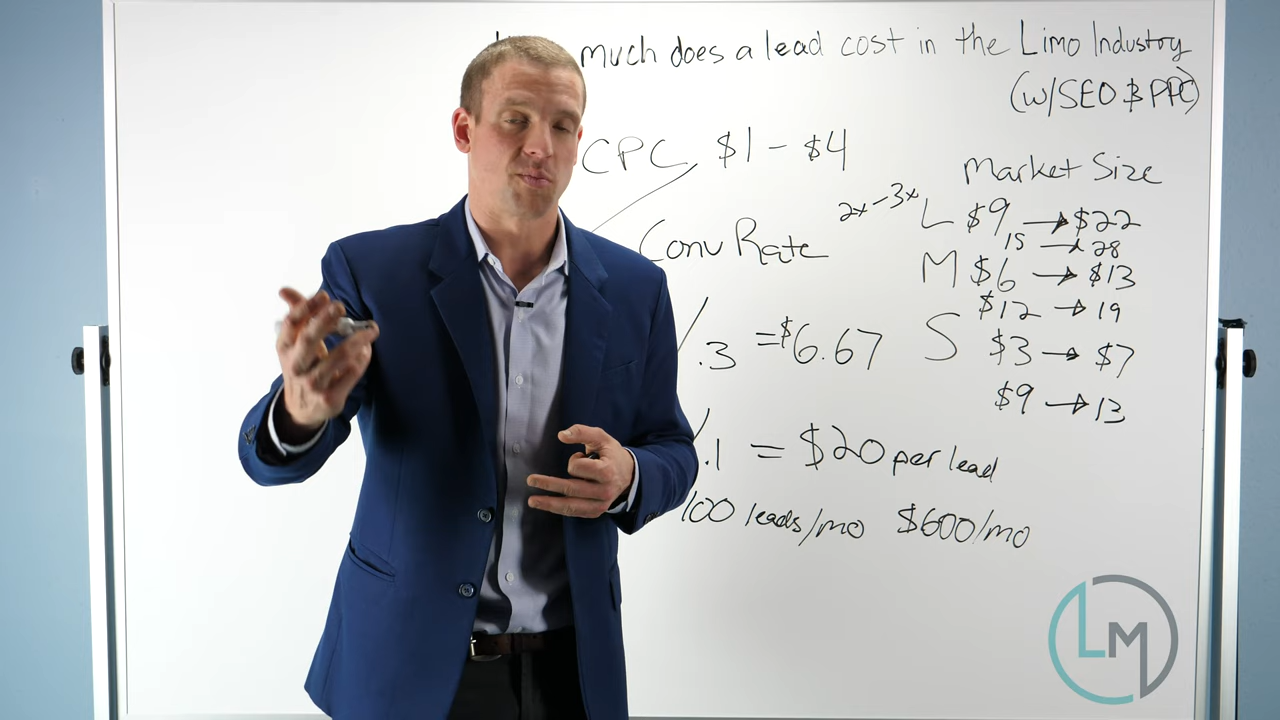 much does a lead cost in the Limo Industry
(w/SEO & PPC)
CPC $1 - $4
Market Size
2x - 3x L $9 → $22
15 → 28
Conv Rate
M $6 → $13
$12 → 19
/.3 = $6.67
S $3 → $7
$9 → 13
/.1 = $20 per lead
100 leads/mo $600/mo
LM